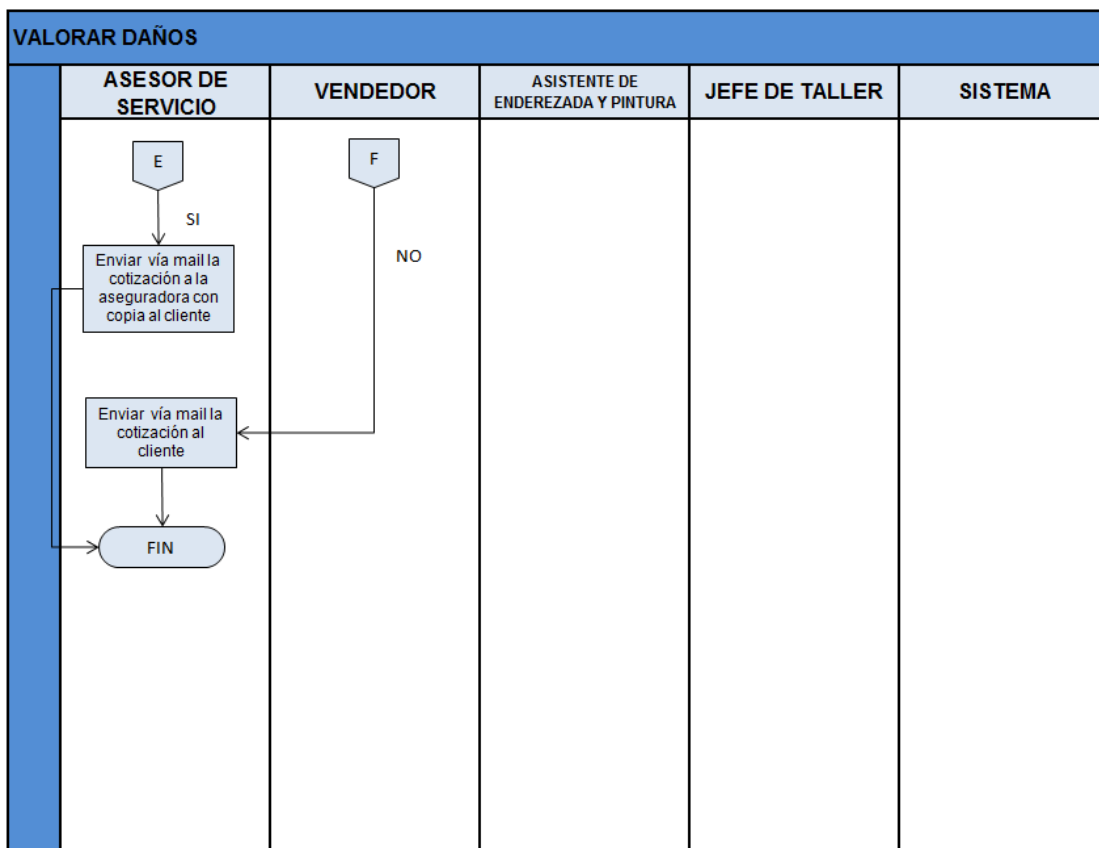 VALORAR DAÑOS
ASESOR DE
SERVICIO
VENDEDOR
ASISTENTE DE
ENDEREZADA Y PINTURA
JEFE DE TALLER
SISTEMA
E
F
SI
NO
Enviar vía mail la
cotización a la
aseguradora con
copia al cliente
Enviar vía mail la
cotización al
cliente
FIN